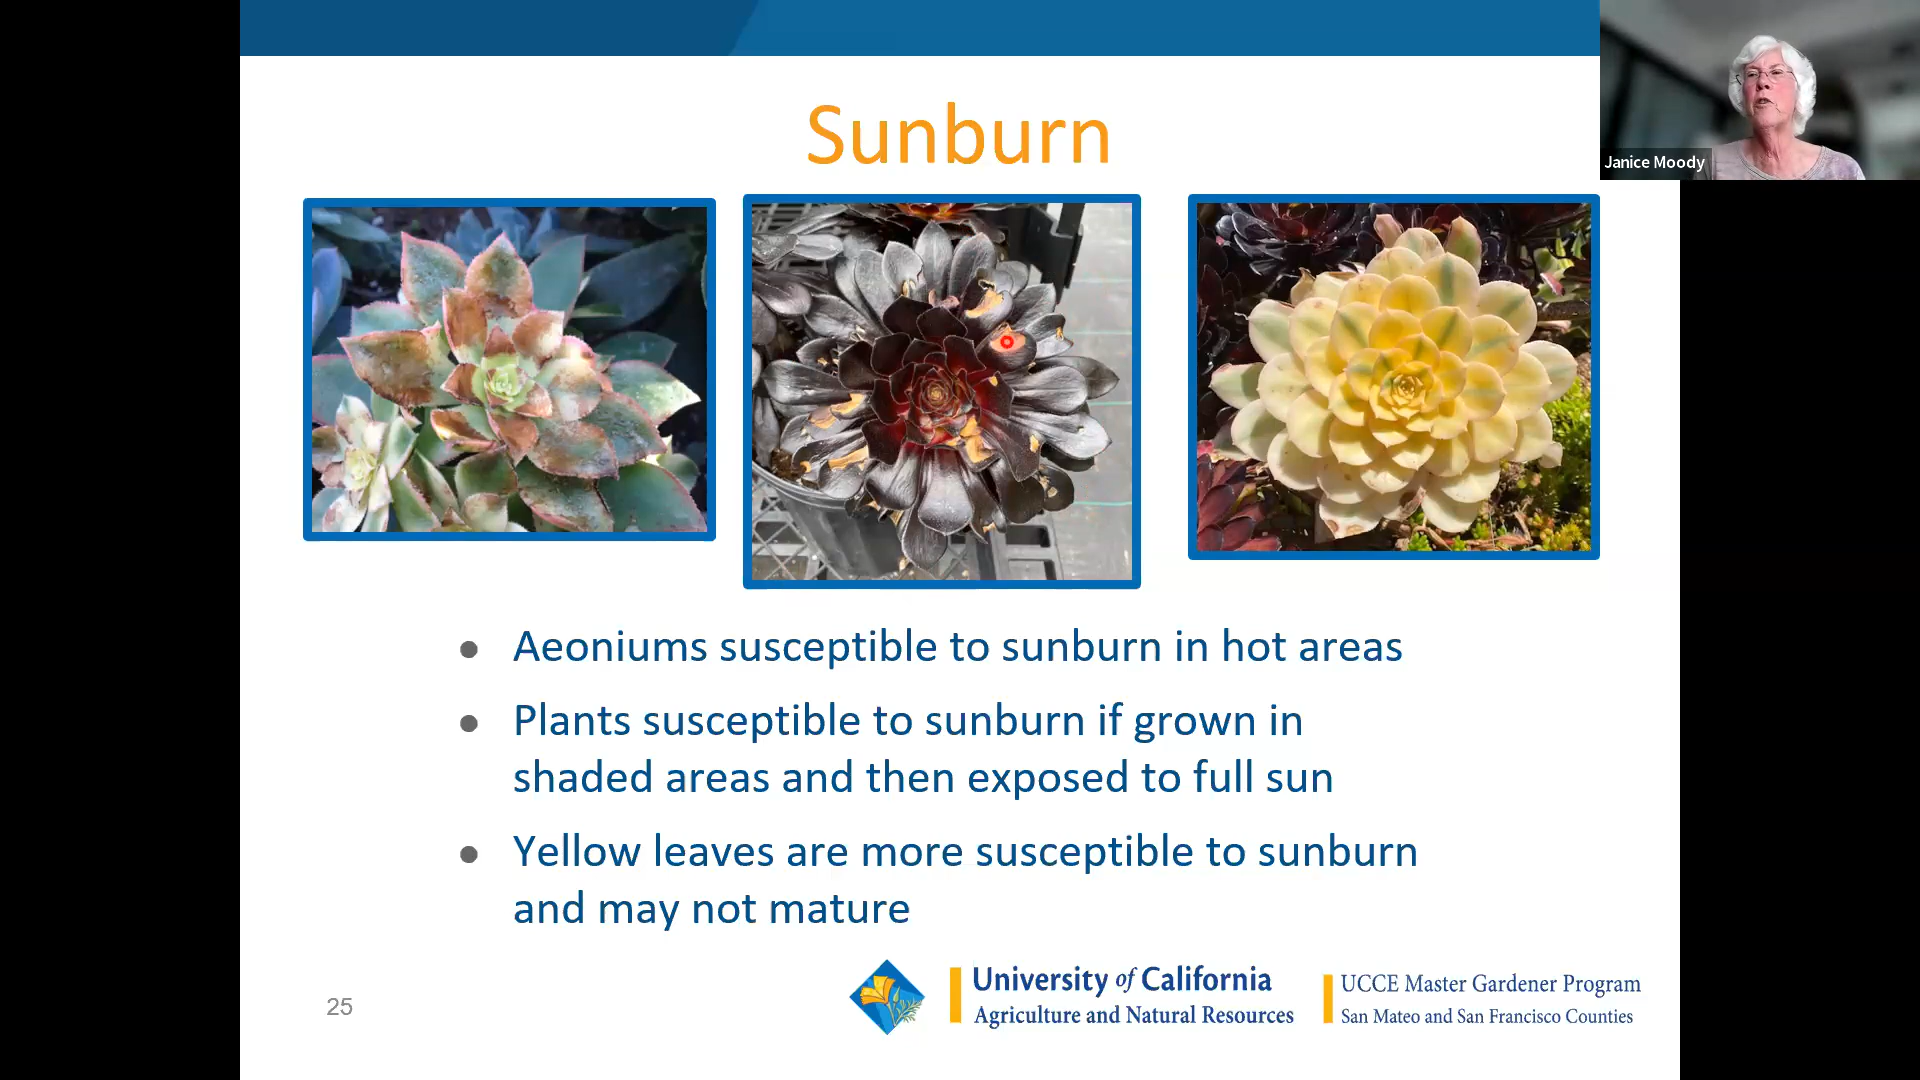 Sunburn
Janice Moody
● Aeoniums susceptible to sunburn in hot areas
● Plants susceptible to sunburn if grown in
shaded areas and then exposed to full sun
● Yellow leaves are more susceptible to sunburn
and may not mature
25
University of California
Agriculture and Natural Resources
UCCE Master Gardener Program
San Mateo and San Francisco Counties